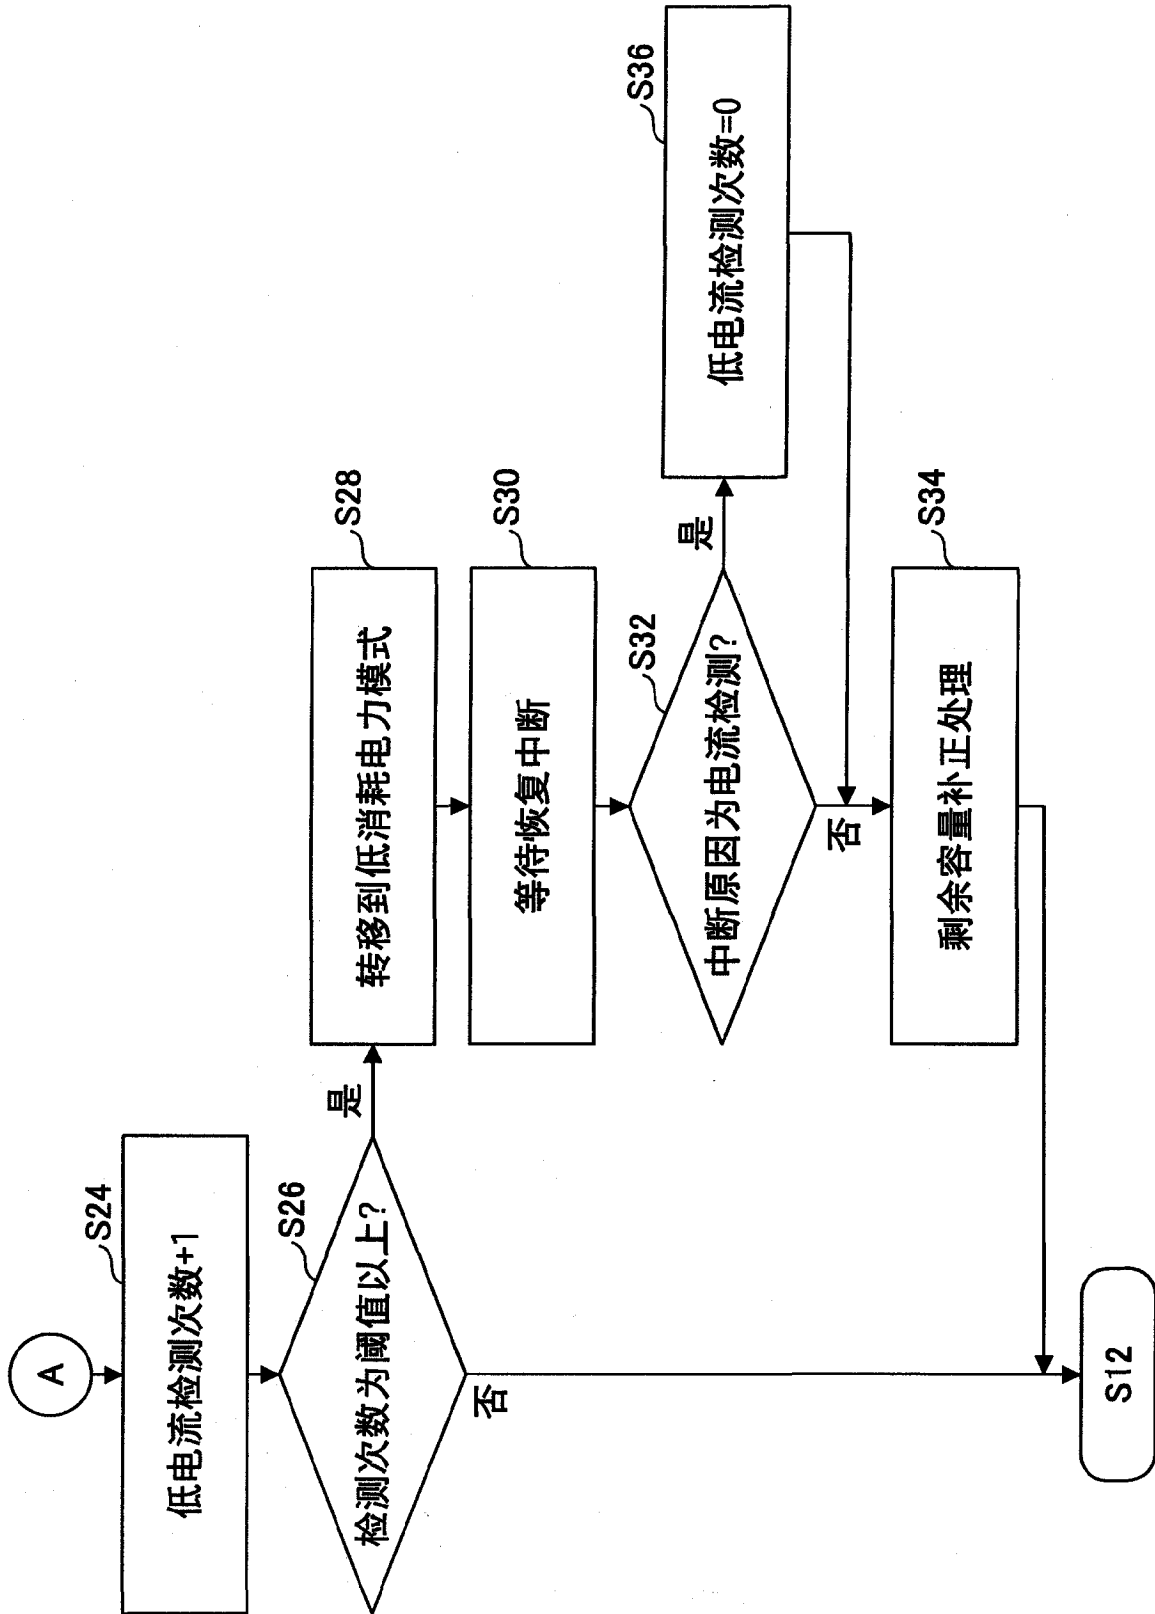 A
S24
低电流检测次数+1
S26
检测次数为阈值以上?
是
否
S28
转移到低消耗电力模式
S30
等待恢复中断
S32
中断原因为电流检测?
是
否
S36
低电流检测次数=0
S34
剩余容量补正处理
S12